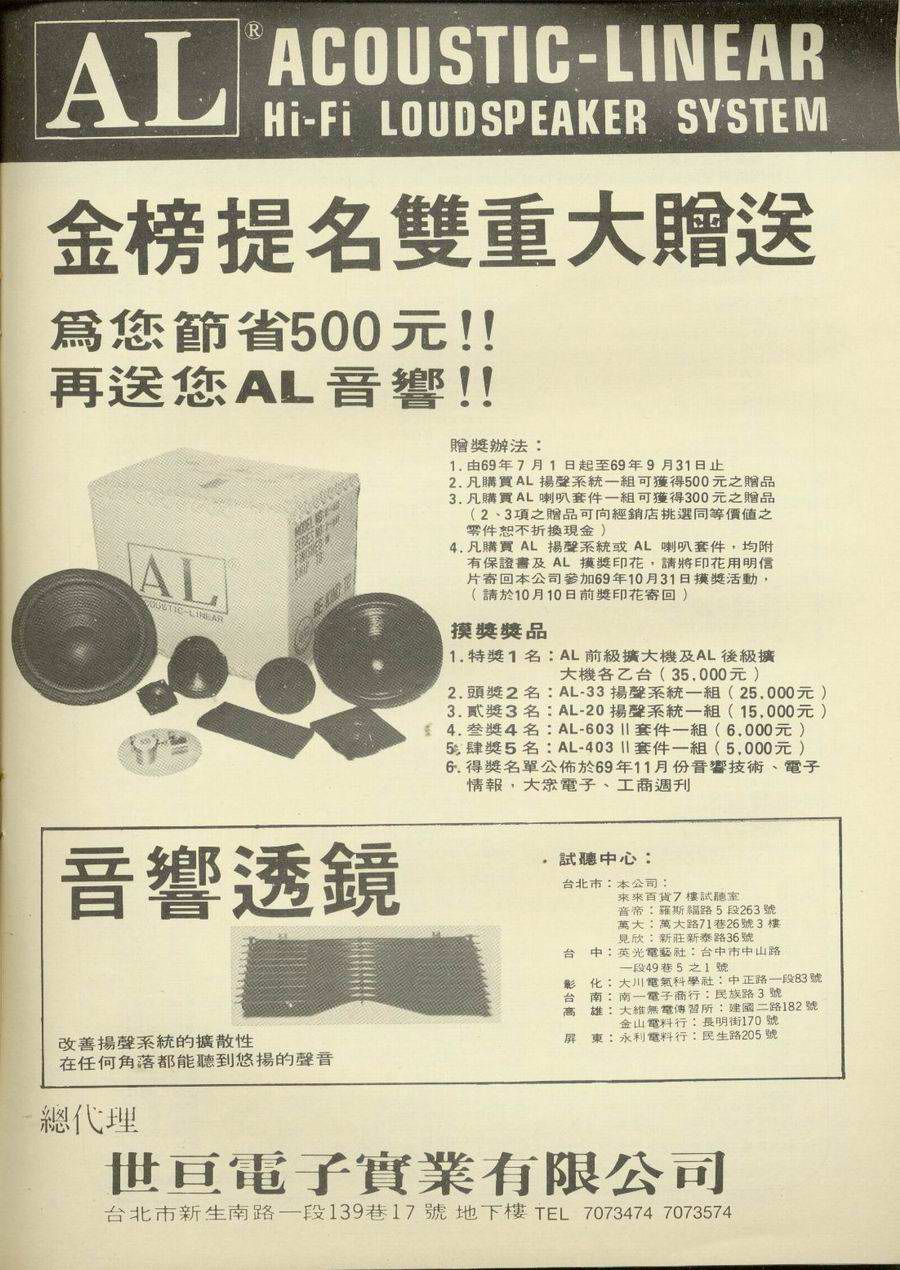 AL®
ACOUSTIC-LINEAR
Hi-Fi LOUDSPEAKER SYSTEM
金榜提名雙重大贈送
爲您節省500元!!
再送您AL音響!!
AL
ACOUSTIC-LINEAR
BE KIND TO
贈獎辦法：
1.由69年7月1日起至69年9月31日止
2.凡購買AL揚聲系統一組可獲得500元之贈品
3.凡購買AL喇叭套件一組可獲得300元之贈品
（2、3項之贈品可向經銷店挑選同等價值之
零件恕不折換現金）
4.凡購買AL揚聲系統或AL喇叭套件，均附
有保證書及AL摸獎印花，請將印花用明信
片寄回本公司參加69年10月31日摸獎活動，
（請於10月10日前獎印花寄回）
摸獎獎品
1.特獎1名：AL前級擴大機及AL後級擴
大機各乙台（35,000元）
2.頭獎2名：AL-33揚聲系統一組（25,000元）
3.貳獎3名：AL-20揚聲系統一組（15,000元）
4.叁獎4名：AL-603 II套件一組（6,000元）
5.肆獎5名：AL-403 II套件一組（5,000元）
6.得獎名單公佈於69年11月份音響技術、電子
情報，大眾電子、工商週刊
音響透鏡
改善揚聲系統的擴散性
在任何角落都能聽到悠揚的聲音
試聽中心：
台北市：本公司：
來來百貨7樓試聽室
音帝：羅斯福路5段263號
萬大：萬大路71巷26號3樓
見欣：新莊新泰路36號
台 中：英光電藝社：台中市中山路
一段49巷5之1號
彰 化：大川電氣科學社：中正路一段83號
台 南：南一電子商行：民族路3號
高 雄：大維無電傳習所：建國二路182號
金山電料行：長明街170號
屏 東：永利電料行：民生路205號
總代理
世亘電子實業有限公司
台北市新生南路一段139巷17號地下樓 TEL 7073474 7073574